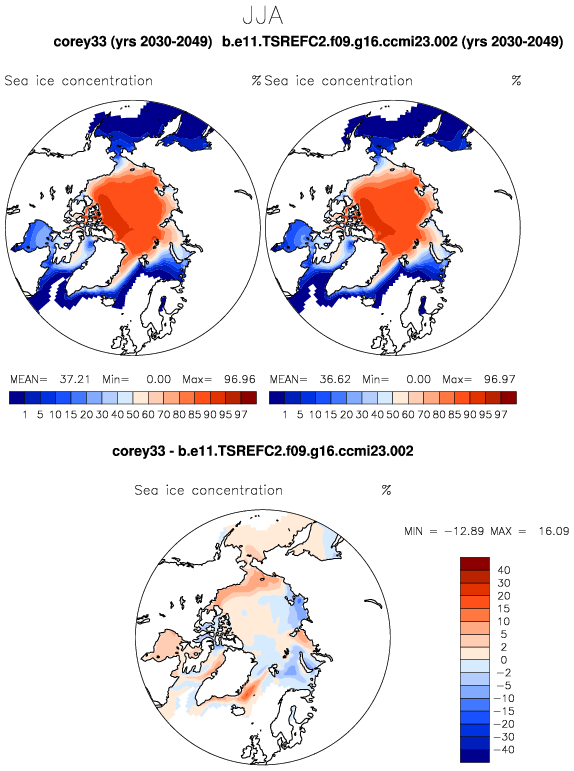 JJA
corey33 (yrs 2030-2049) b.e11.TSREFC2.f09.g16.ccmi23.002 (yrs 2030-2049)
Sea ice concentration % Sea ice concentration %
MEAN= 37.21 Min= 0.00 Max= 96.96 MEAN= 36.62 Min= 0.00 Max= 96.97
1 5 10 15 20 30 40 50 60 70 80 85 90 95 97 1 5 10 15 20 30 40 50 60 70 80 85 90 95 97
corey33 - b.e11.TSREFC2.f09.g16.ccmi23.002
Sea ice concentration %
MIN = -12.89 MAX = 16.09
40
30
20
15
10
5
2
0
-2
-5
-10
-15
-20
-30
-40